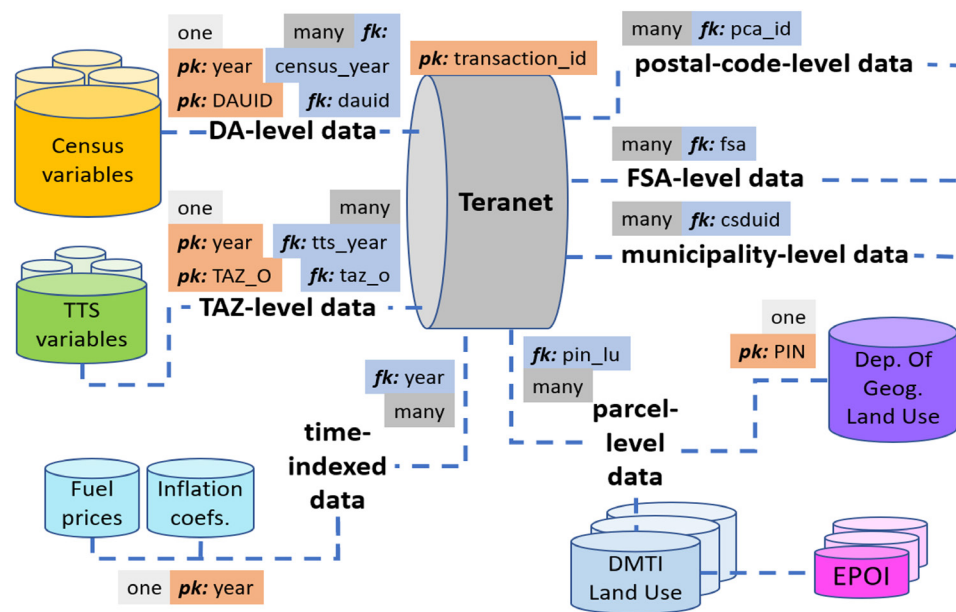 one
many fk:
pk: year census_year
pk: DAUID fk: dauid
DA-level data
Census
variables
pk: transaction_id
Teranet
many fk: pca_id
postal-code-level data
many fk: fsa
FSA-level data
many fk: csduid
municipality-level data
one
many
pk: year fk: tts_year
pk: TAZ_O fk: taz_o
TAZ-level data
TTS
variables
fk: year
many
time-
indexed
data
fk: pin_lu
many
parcel-
level
data
one
pk: PIN
Dep. Of
Geog.
Land Use
Fuel
prices
Inflation
coefs.
one pk: year
DMTI
Land Use
EPOI